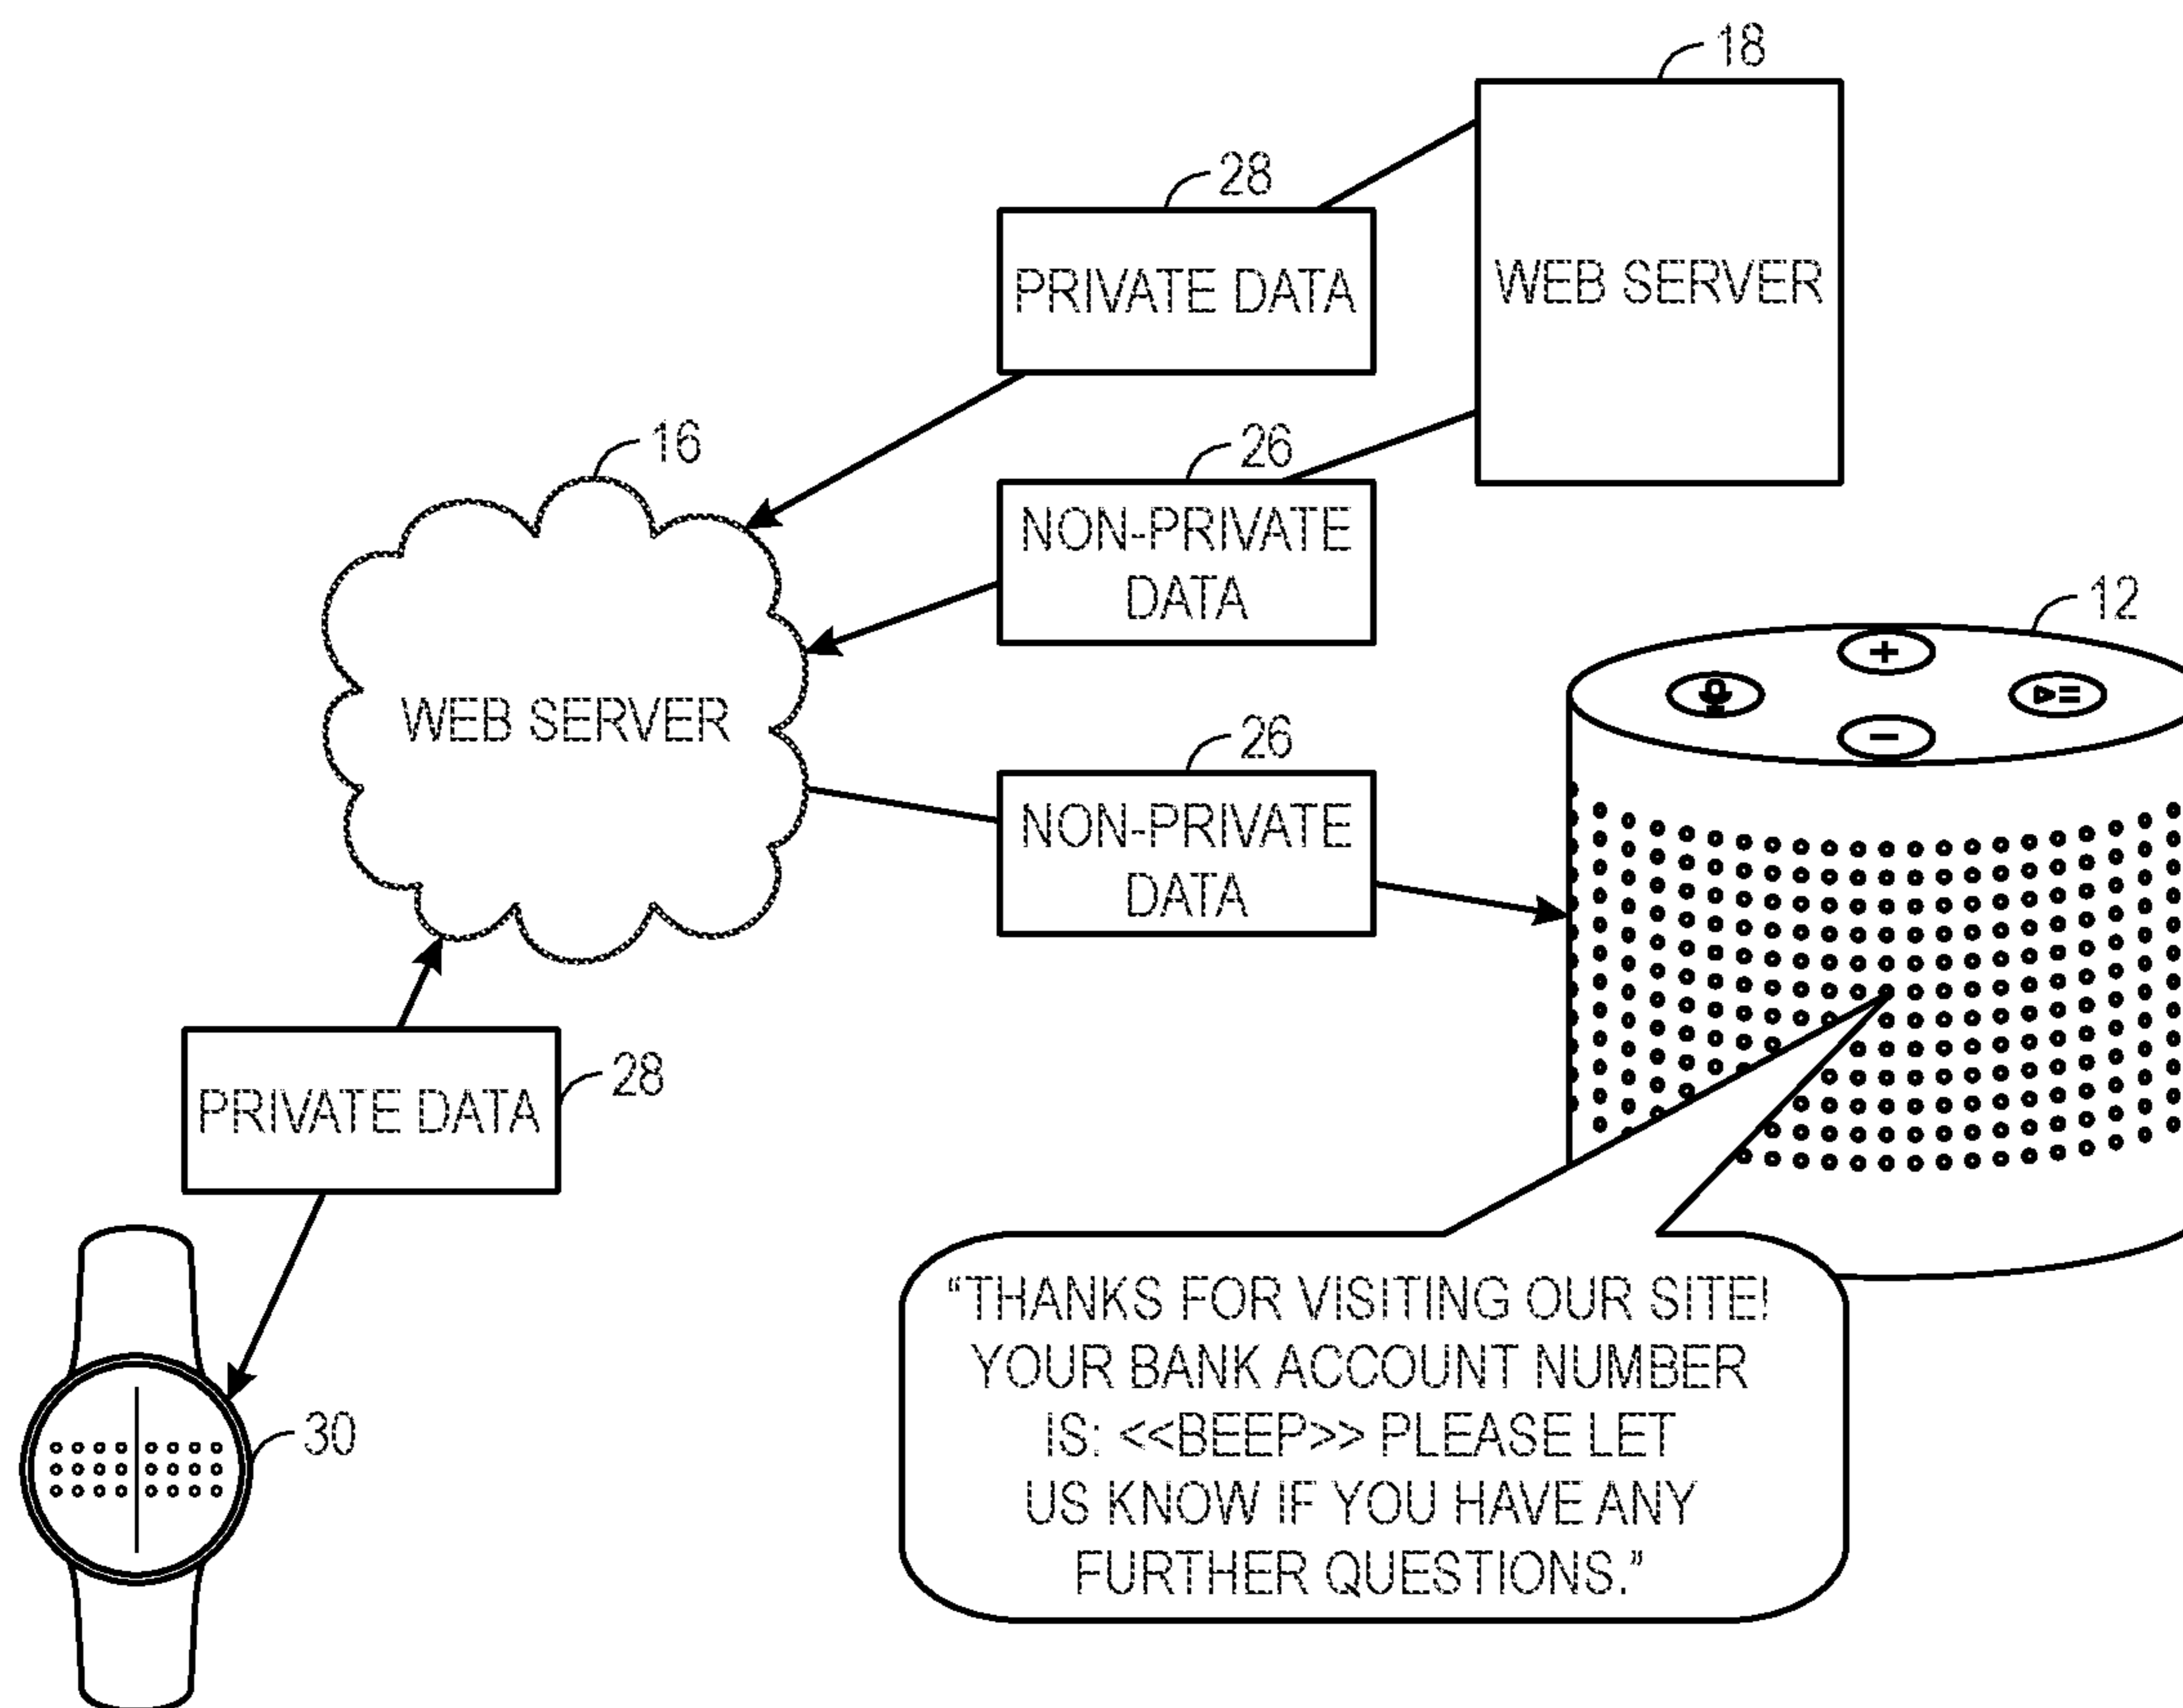 18
28
PRIVATE DATA
WEB SERVER
16
26
NON-PRIVATE
DATA
12
WEB SERVER
26
NON-PRIVATE
DATA
PRIVATE DATA
28
30
“THANKS FOR VISITING OUR SITE!
YOUR BANK ACCOUNT NUMBER
IS: <<BEEP>> PLEASE LET
US KNOW IF YOU HAVE ANY
FURTHER QUESTIONS.”